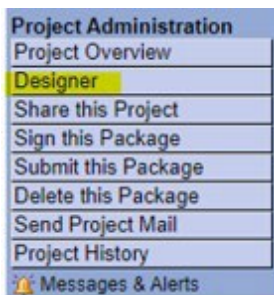 Project Administration
Project Overview
Designer
Share this Project
Sign this Package
Submit this Package
Delete this Package
Send Project Mail
Project History
Messages & Alerts